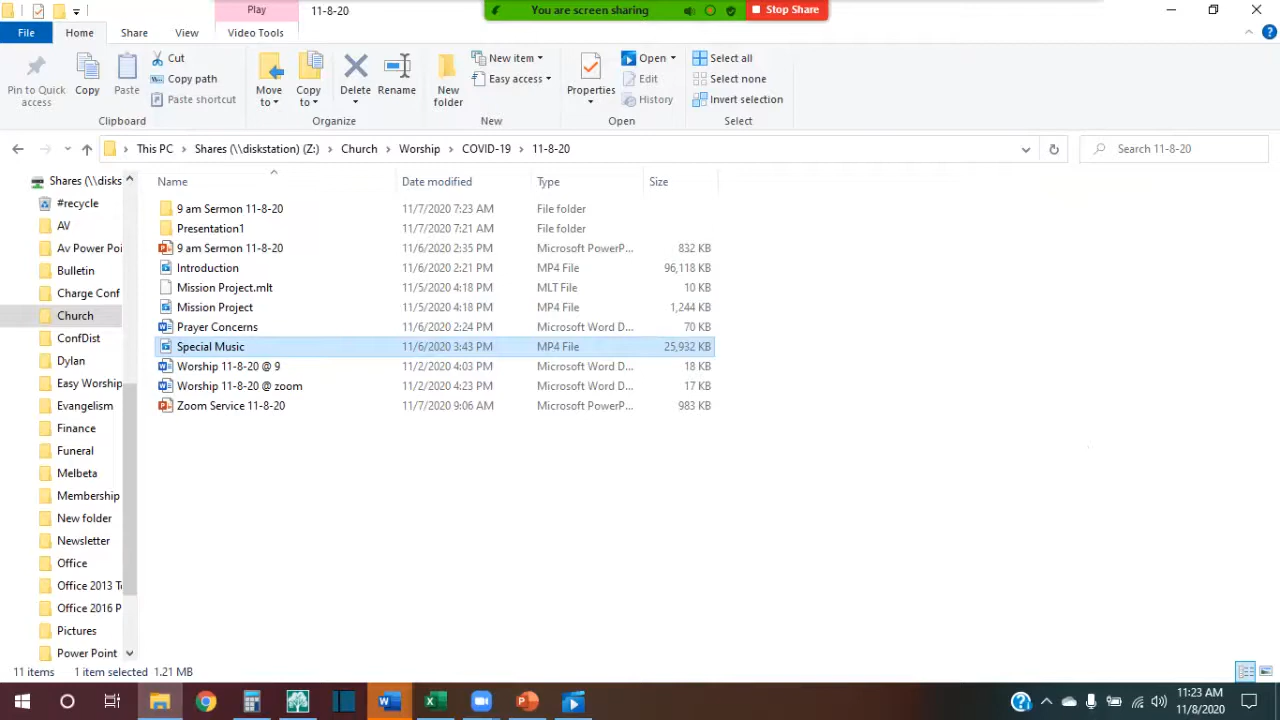 Play 11-8-20 You are screen sharing Stop Share
File Home Share View Video Tools
Pin to Quick access
Copy
Paste
Cut
Copy path
Paste shortcut
Move to
Copy to
Delete
Rename
New folder
New item
Easy access
Properties
Open
Edit
History
Select all
Select none
Invert selection
Clipboard Organize New Open Select
This PC Shares (\\diskstation) (Z:) Church Worship COVID-19 11-8-20 Search 11-8-20
Shares (\\disks
#recycle
AV
Av Power Poi
Bulletin
Charge Conf
Church
ConfDist
Dylan
Easy Worship
Evangelism
Finance
Funeral
Melbeta
Membership
New folder
Newsletter
Office
Office 2013 Te
Office 2016 P
Pictures
Power Point
Name Date modified Type Size
9 am Sermon 11-8-20 11/7/2020 7:23 AM File folder
Presentation1 11/7/2020 7:21 AM File folder
9 am Sermon 11-8-20 11/6/2020 2:35 PM Microsoft PowerP... 832 KB
Introduction 11/6/2020 2:21 PM MP4 File 96,118 KB
Mission Project.mlt 11/5/2020 4:18 PM MLT File 10 KB
Mission Project 11/5/2020 4:18 PM MP4 File 1,244 KB
Prayer Concerns 11/6/2020 2:24 PM Microsoft Word D... 70 KB
Special Music 11/6/2020 3:43 PM MP4 File 25,932 KB
Worship 11-8-20 @ 9 11/2/2020 4:03 PM Microsoft Word D... 18 KB
Worship 11-8-20 @ zoom 11/2/2020 4:23 PM Microsoft Word D... 17 KB
Zoom Service 11-8-20 11/7/2020 9:06 AM Microsoft PowerP... 983 KB
11 items 1 item selected 1.21 MB
11:23 AM
11/8/2020